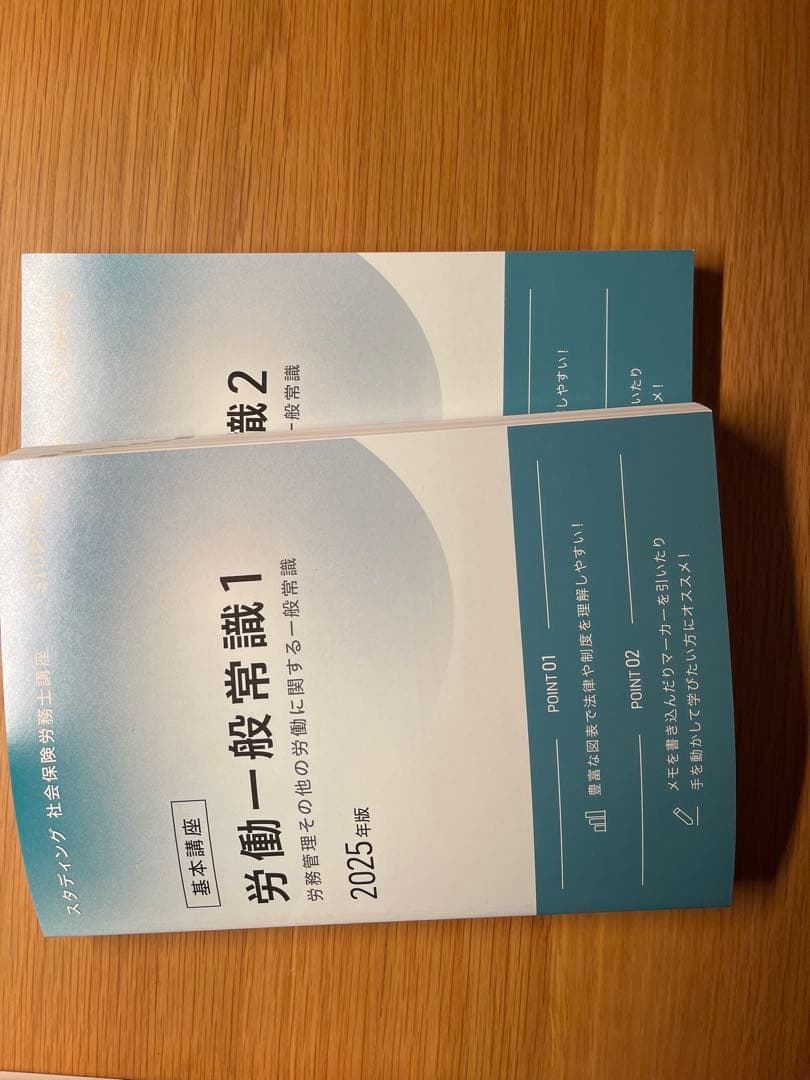 スタディング 社会保険労務士講座
STUDYing
基本講座
労働一般常識1
労務管理その他の労働に関する一般常識
2025年版
POINT 01
豊富な図表で法律や制度を理解しやすい!
POINT 02
メモを書き込んだりマーカーを引いたり
手を動かして学びたい方にオススメ!
識2
一般常識
しやすい!
いたり
メ!